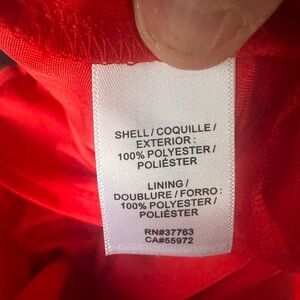 SHELL / COQUILLE /
EXTERIOR :
100% POLYESTER /
POLIÉSTER
LINING /
DOUBLURE / FORRO :
100% POLYESTER /
POLIÉSTER
RN#37763
CA#55972